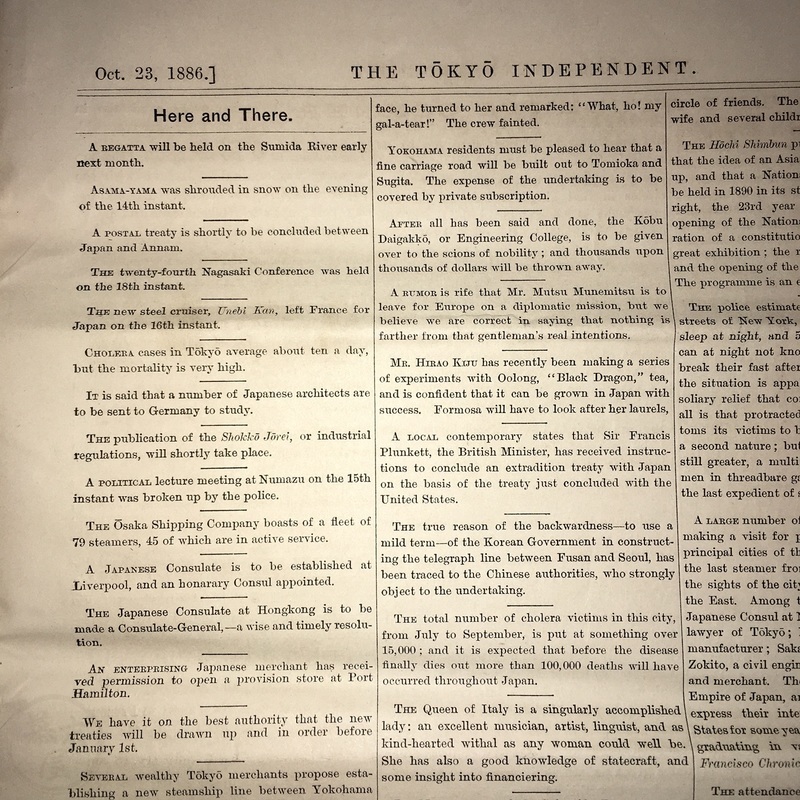 Oct. 23, 1886.]
THE TŌKYŌ INDEPENDENT.
Here and There.
A REGATTA will be held on the Sumida River early
next month.
ASAMA-YAMA was shrouded in snow on the evening
of the 14th instant.
A POSTAL treaty is shortly to be concluded between
Japan and Annam.
THE twenty-fourth Nagasaki Conference was held
on the 18th instant.
THE new steel cruiser, Unebi Kan, left France for
Japan on the 16th instant.
CHOLERA cases in Tōkyō average about ten a day,
but the mortality is very high.
IT is said that a number of Japanese architects are
to be sent to Germany to study.
THE publication of the Shokkō Jōrei, or industrial
regulations, will shortly take place.
A POLITICAL lecture meeting at Numazu on the 15th
instant was broken up by the police.
THE Ōsaka Shipping Company boasts of a fleet of
79 steamers, 45 of which are in active service.
A JAPANESE Consulate is to be established at
Liverpool, and an honarary Consul appointed.
THE Japanese Consulate at Hongkong is to be
made a Consulate-General,—a wise and timely resolu-
tion.
AN ENTERPRISING Japanese merchant has recei-
ved permission to open a provision store at Port
Hamilton.
WE have it on the best authority that the new
treaties will be drawn up and in order before
January 1st.
SEVERAL wealthy Tōkyō merchants propose esta-
blishing a new steamship line between Yokohama
face, he turned to her and remarked: "What, ho! my
gal-a-tear!" The crew fainted.
YOKOHAMA residents must be pleased to hear that a
fine carriage road will be built out to Tomioka and
Sugita. The expense of the undertaking is to be
covered by private subscription.
AFTER all has been said and done, the Kōbu
Daigakkō, or Engineering College, is to be given
over to the scions of nobility; and thousands upon
thousands of dollars will be thrown away.
A RUMOR is rife that Mr. Mutsu Munemitsu is to
leave for Europe on a diplomatic mission, but we
believe we are correct in saying that nothing is
farther from that gentleman's real intentions.
MR. HIRAO KIJU has recently been making a series
of experiments with Oolong, "Black Dragon," tea,
and is confident that it can be grown in Japan with
success. Formosa will have to look after her laurels,
A LOCAL contemporary states that Sir Francis
Plunkett, the British Minister, has received instruc-
tions to conclude an extradition treaty with Japan
on the basis of the treaty just concluded with the
United States.
THE true reason of the backwardness—to use a
mild term—of the Korean Government in construct-
ing the telegraph line between Fusan and Seoul, has
been traced to the Chinese authorities, who strongly
object to the undertaking.
THE total number of cholera victims in this city,
from July to September, is put at something over
15,000; and it is expected that before the disease
finally dies out more than 100,000 deaths will have
occurred throughout Japan.
THE Queen of Italy is a singularly accomplished
lady: an excellent musician, artist, linguist, and as
kind-hearted withal as any woman could well be.
She has also a good knowledge of statecraft, and
some insight into financiering.
circle of friends. The
wife and several
THE Hōchi Shimbun
that the idea of an
up, and that a
be held in 1890 in its
right, the 23rd year
opening of the
ration of a
great exhibition; the
and the opening of the
The programme is an
THE police
streets of New York,
sleep at night, and
can at night not
break their fast after
the situation is
soliary relief that
all is that protracted
toms its victims to
a second nature; but
still greater, a
men in threadbare
the last expedient of
A LARGE number of
making a visit for
principal cities of
the last steamer
the sights of the
the East. Among
Japanese Consul at
lawyer of Tōkyō;
manufacturer;
Zokito, a civil
and merchant.
Empire of Japan,
express their
States for some
graduating in
Francisco
THE attendance